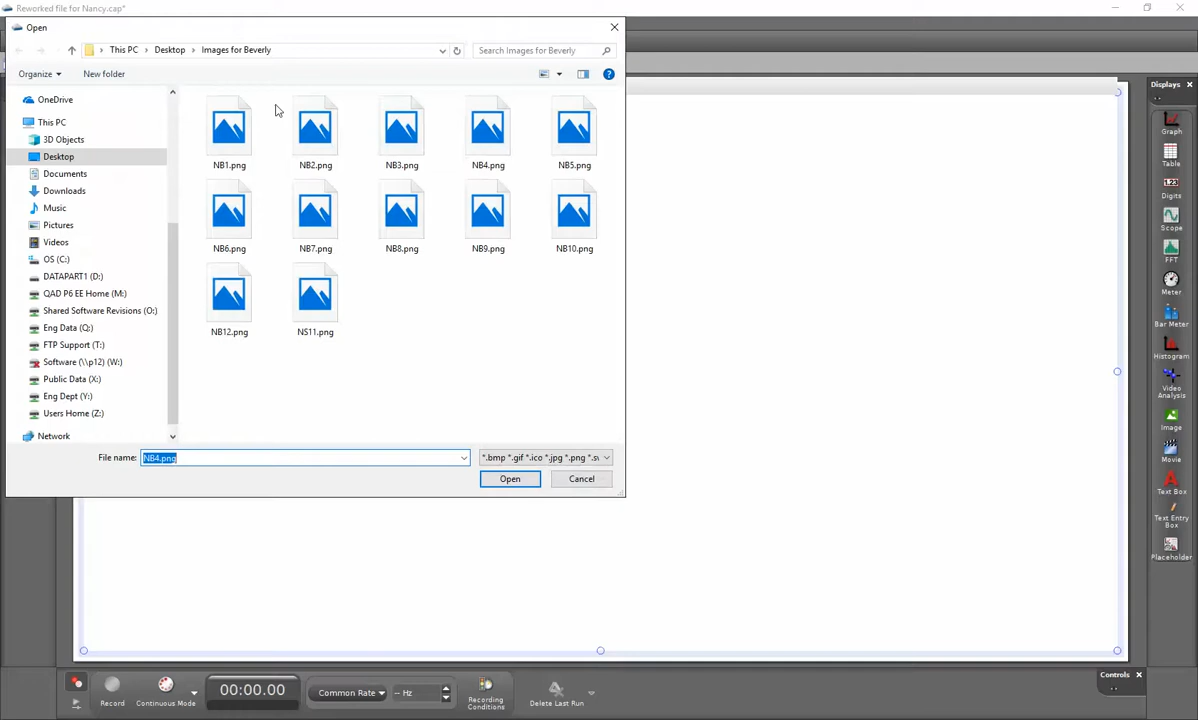 Reworked file for Nancy.cap*
Open
This PC
Desktop
Images for Beverly
Search Images for Beverly
Organize
New folder
OneDrive
This PC
3D Objects
Desktop
Documents
Downloads
Music
Pictures
Videos
OS (C:)
DATAPART1 (D:)
QAD P6 EE Home (M:)
Shared Software Revisions (O:)
Eng Data (Q:)
FTP Support (T:)
Software (\\p12) (W:)
Public Data (X:)
Eng Dept (Y:)
Users Home (Z:)
Network
NB1.png
NB2.png
NB3.png
NB4.png
NB5.png
NB6.png
NB7.png
NB8.png
NB9.png
NB10.png
NB12.png
NS11.png
File name:
NB4.png
*.bmp *.gif *.ico *.jpg *.png *.sv
Open
Cancel
Displays
Graph
Table
1.23
Digits
Scope
FFT
Meter
Bar Meter
Histogram
Video
Analysis
Image
Movie
Text Box
Text Entry
Box
Placeholder
Record
Continuous Mode
00:00.00
Common Rate
-- Hz
Recording
Conditions
Delete Last Run
Controls